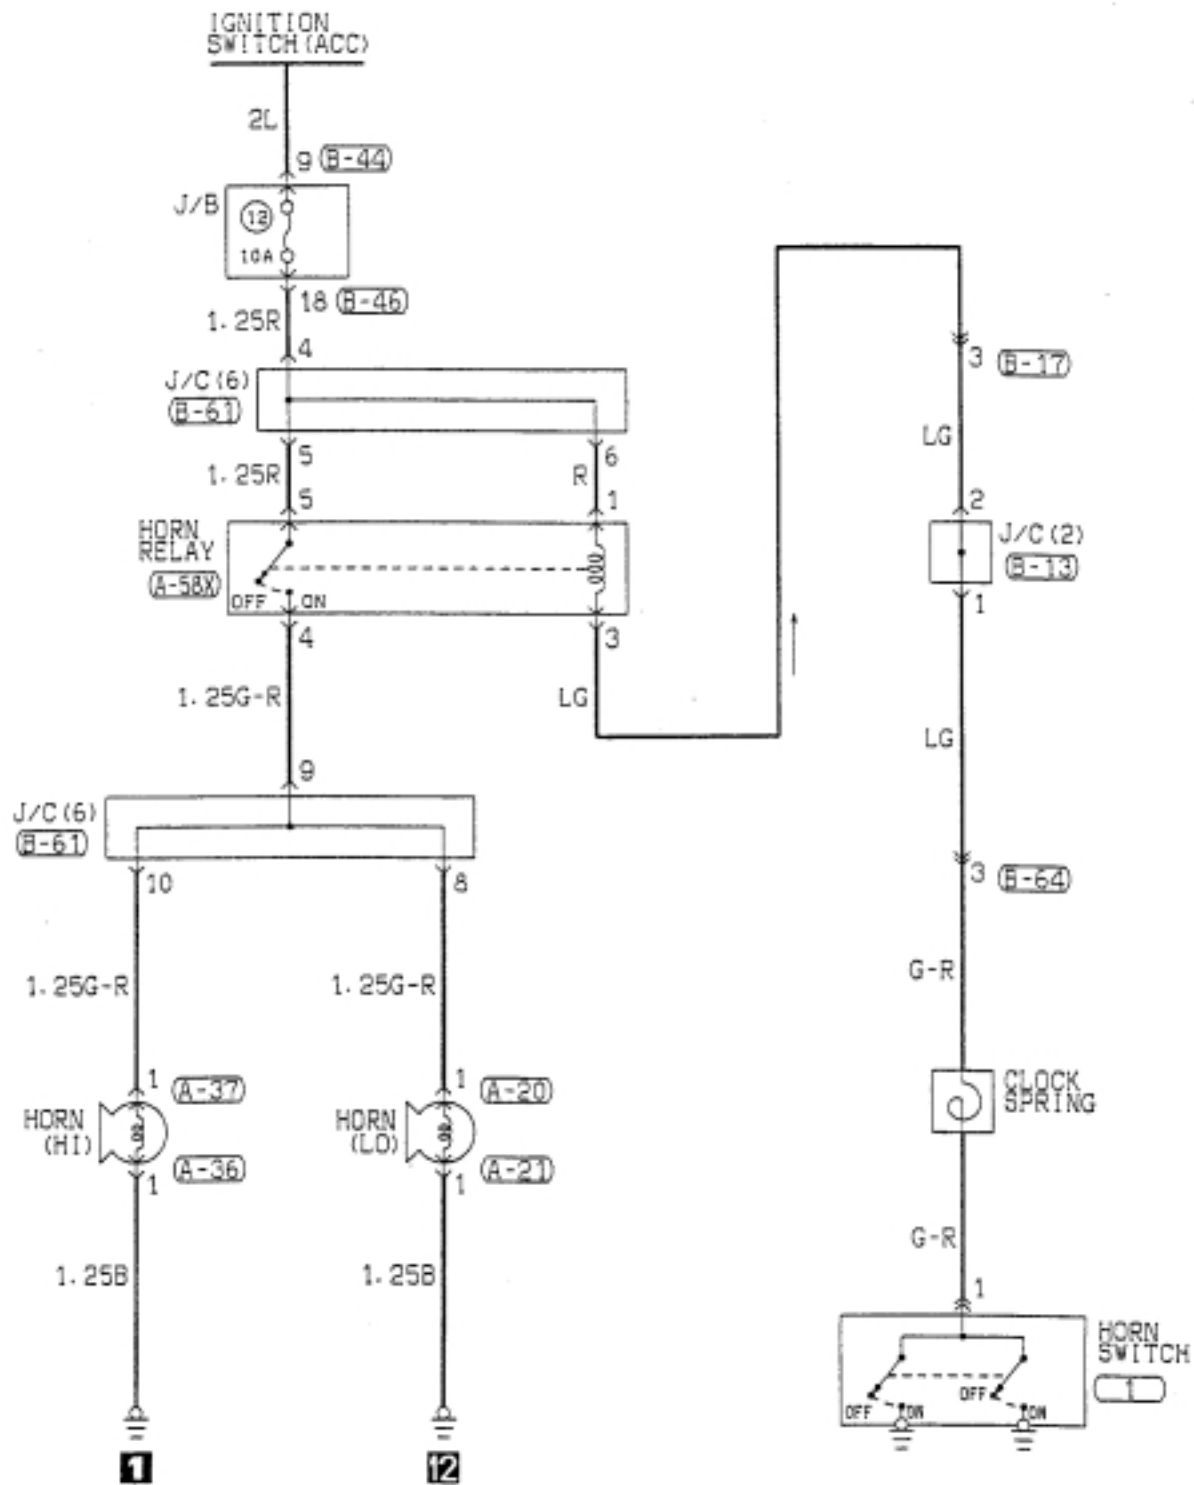 IGNITION
SWITCH(ACC)
2L
9 B-44
J/B
12
10A
18 B-46
1.25R
4
J/C(6)
B-61
5
6
1.25R
R
5
1
HORN
RELAY
A-58X
OFF
ON
4
3
1.25G-R
LG
9
J/C(6)
B-61
10
8
1.25G-R
1.25G-R
1 A-37
1 A-20
HORN
(HI)
HORN
(LO)
1 A-36
1 A-21
1.25B
1.25B
1
12
3 B-17
LG
2
J/C(2)
B-13
1
LG
3 B-64
G-R
CLOCK
SPRING
G-R
1
HORN
SWITCH
OFF
OFF
ON
ON